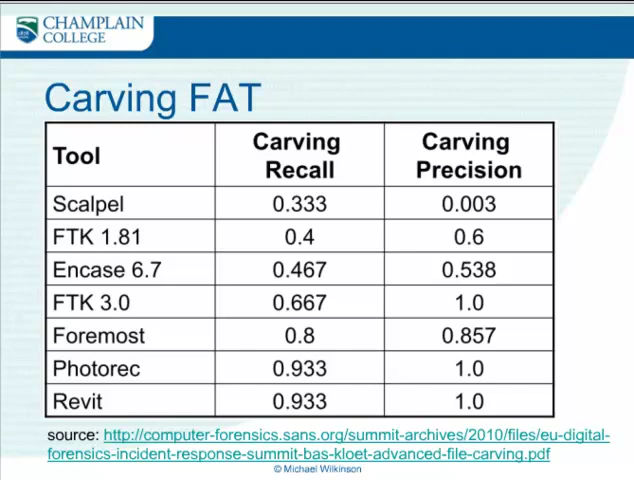 CHAMPLAIN
COLLEGE
Carving FAT
Tool Carving Recall Carving Precision
Scalpel 0.333 0.003
FTK 1.81 0.4 0.6
Encase 6.7 0.467 0.538
FTK 3.0 0.667 1.0
Foremost 0.8 0.857
Photorec 0.933 1.0
Revit 0.933 1.0
source: http://computer-forensics.sans.org/summit-archives/2010/files/eu-digital-
forensics-incident-response-summit-bas-kloet-advanced-file-carving.pdf
© Michael Wilkinson